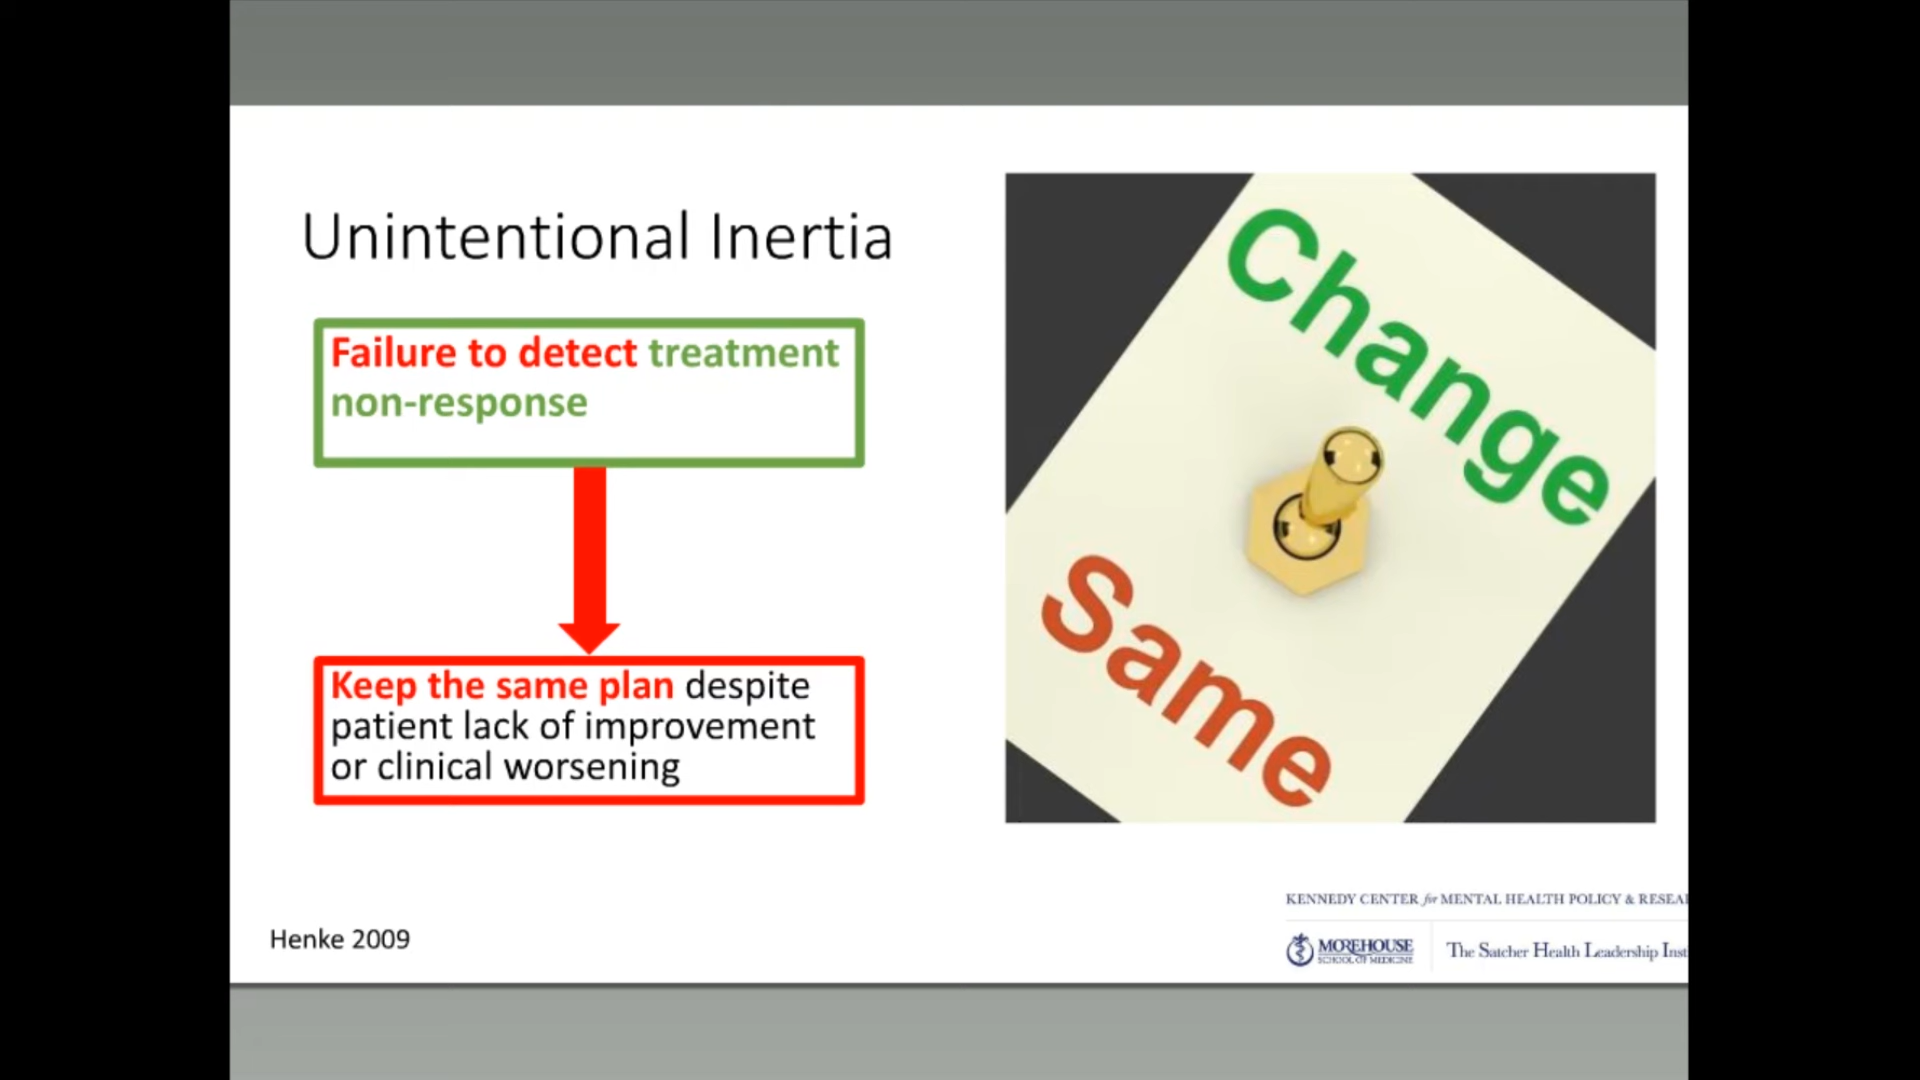 Unintentional Inertia
Failure to detect treatment
non-response
Keep the same plan despite
patient lack of improvement
or clinical worsening
Change
Same
Henke 2009
KENNEDY CENTER for MENTAL HEALTH POLICY &
MOREHOUSE
SCHOOL OF MEDICINE
The Satcher Health Leadership